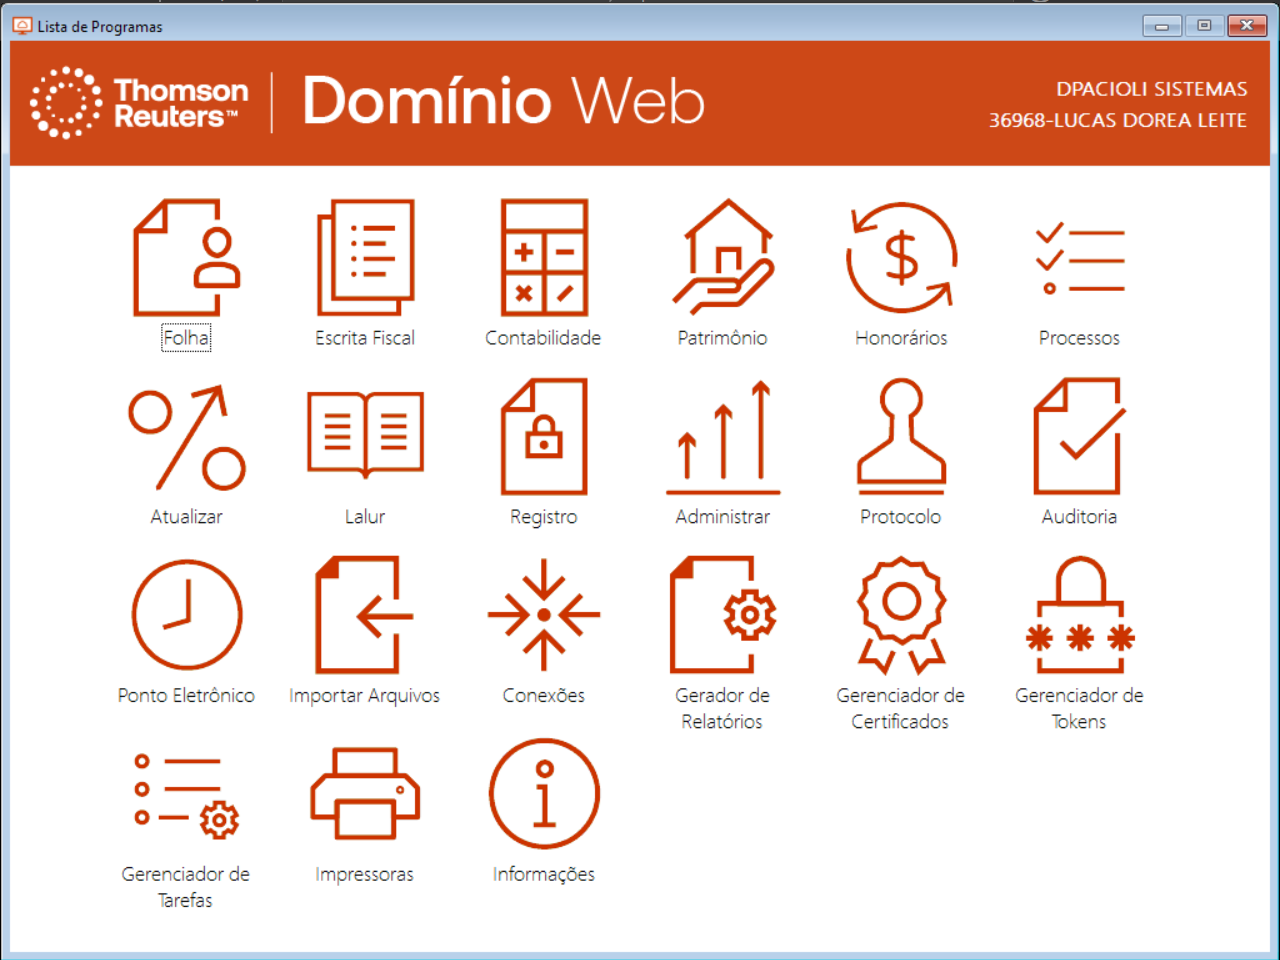 Lista de Programas
Thomson
Reuters™
Domínio Web
DPACIOLI SISTEMAS
36968-LUCAS DOREA LEITE
Folha
Escrita Fiscal
Contabilidade
Patrimônio
Honorários
Processos
Atualizar
Lalur
Registro
Administrar
Protocolo
Auditoria
Ponto Eletrônico
Importar Arquivos
Conexões
Gerador de
Relatórios
Gerenciador de
Certificados
Gerenciador de
Tokens
Gerenciador de
Tarefas
Impressoras
Informações